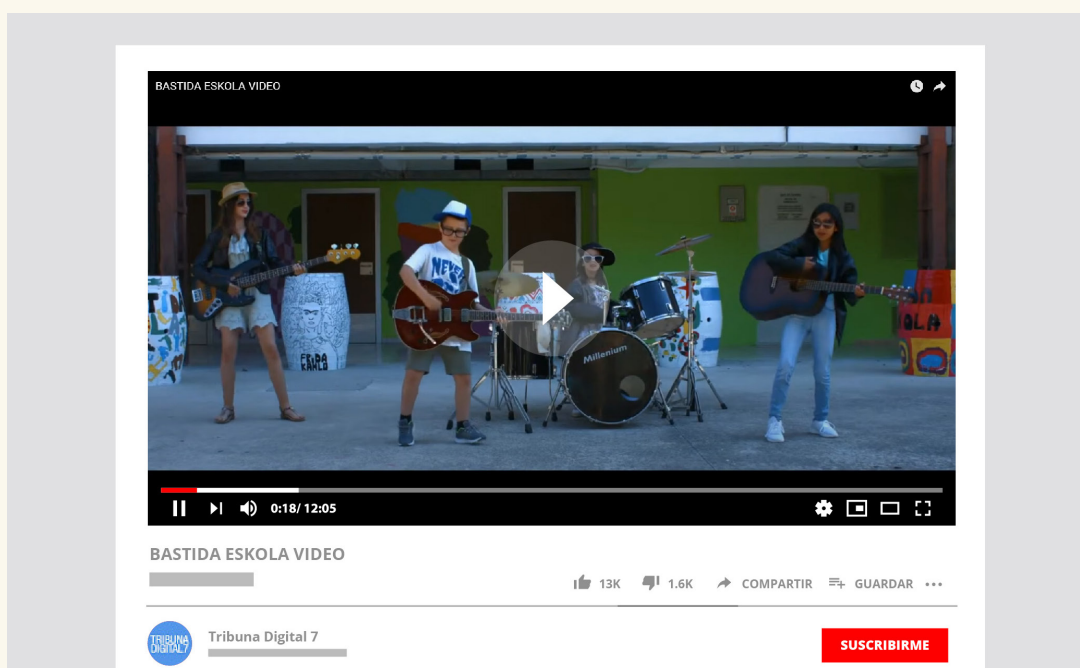 BASTIDA ESKOLA VIDEO
NEVER
FRIDA
KAHLO
Millenium
OLA
0:18/ 12:05
BASTIDA ESKOLA VIDEO
13K
1.6K
COMPARTIR
GUARDAR
TRIBUNA
DIGITAL7
Tribuna Digital 7
SUSCRIBIRME